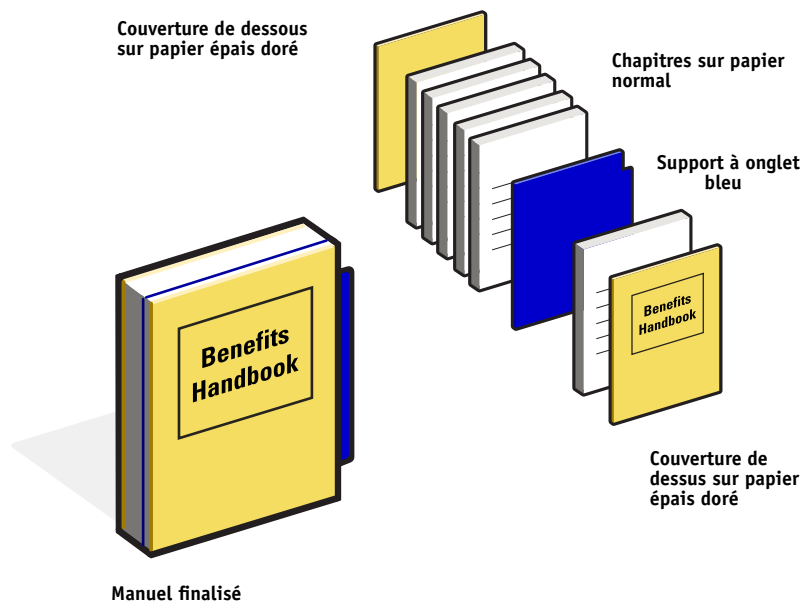 Couverture de dessous
sur papier épais doré
Chapitres sur papier
normal
Support à onglet
bleu
Benefits
Handbook
Benefits
Handbook
Couverture de
dessus sur papier
épais doré
Manuel finalisé